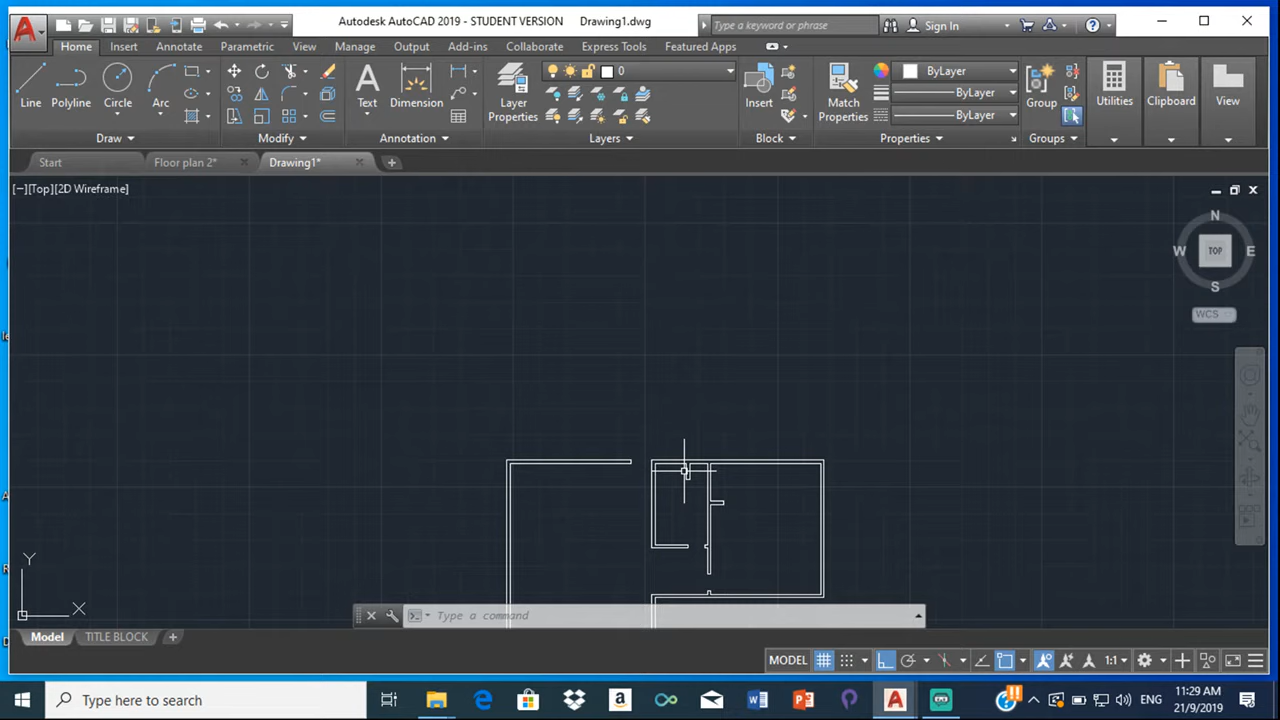 Autodesk AutoCAD 2019 - STUDENT VERSION Drawing1.dwg
Type a keyword or phrase
Sign In
Home Insert Annotate Parametric View Manage Output Add-ins Collaborate Express Tools Featured Apps
0
ByLayer
ByLayer
ByLayer
Line Polyline Circle Arc Text Dimension Layer Properties Insert Match Properties Group Utilities Clipboard View
Draw Modify Annotation Layers Block Properties Groups
Start Floor plan 2* Drawing1*
[−][Top][2D Wireframe]
N
W TOP E
S
WCS
Y
X
Type a command
Model TITLE BLOCK
MODEL 1:1
Type here to search
ENG
11:29 AM
21/9/2019